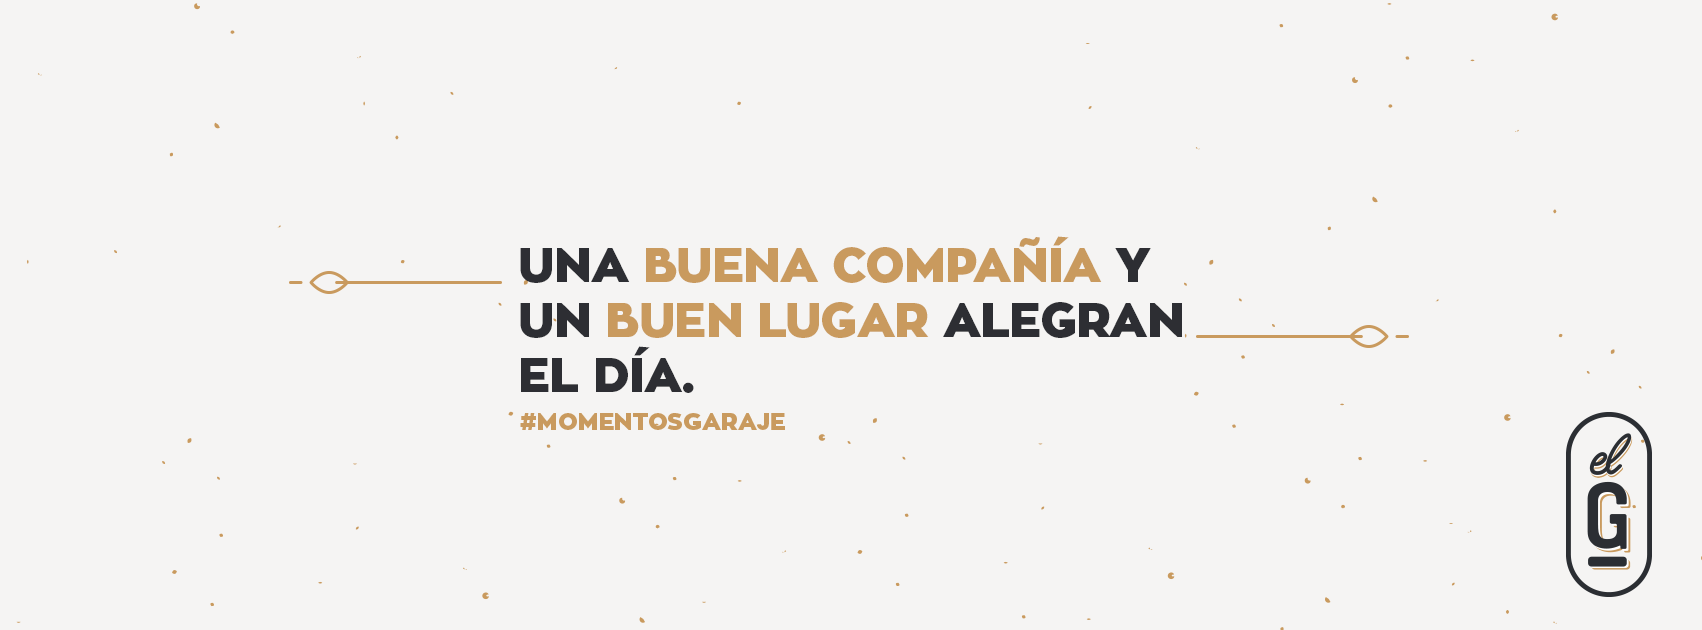 UNA BUENA COMPAÑÍA Y
UN BUEN LUGAR ALEGRAN
EL DÍA.
#MOMENTOSGARAJE
el
G